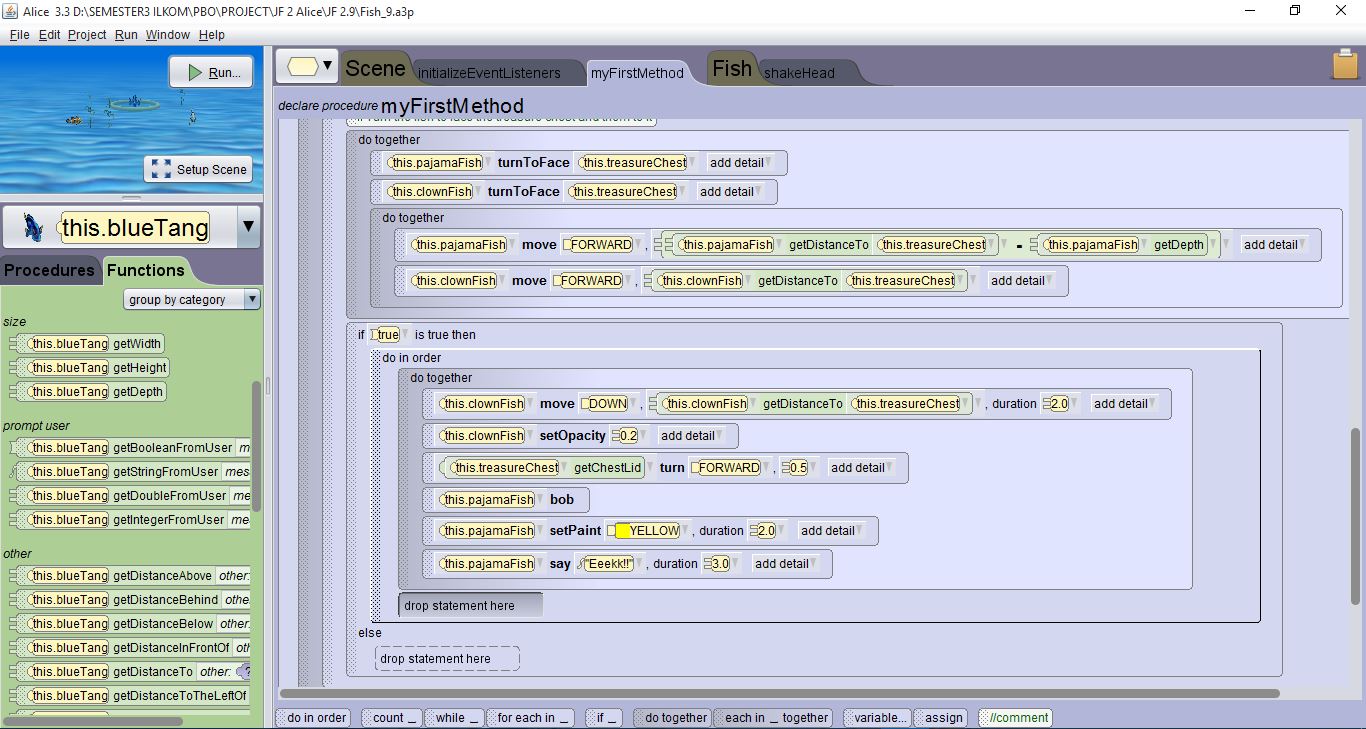 Alice 3.3 D:\SEMESTER3 ILKOM\PBO\PROJECT\JF 2 Alice\JF 2.9\Fish_9.a3p
File Edit Project Run Window Help
Run...
Setup Scene
this.blueTang
Procedures Functions
group by category
size
this.blueTang getWidth
this.blueTang getHeight
this.blueTang getDepth
prompt user
this.blueTang getBooleanFromUser m
this.blueTang getStringFromUser mes
this.blueTang getDoubleFromUser me
this.blueTang getIntegerFromUser me
other
this.blueTang getDistanceAbove other:
this.blueTang getDistanceBehind othe
this.blueTang getDistanceBelow other:
this.blueTang getDistanceInFrontOf oth
this.blueTang getDistanceTo other: ?
this.blueTang getDistanceToTheLeftOf
Scene initializeEventListeners myFirstMethod Fish shakeHead
declare procedure myFirstMethod
do together
this.pajamaFish turnToFace this.treasureChest add detail
this.clownFish turnToFace this.treasureChest add detail
do together
this.pajamaFish move FORWARD , this.pajamaFish getDistanceTo this.treasureChest - this.pajamaFish getDepth add detail
this.clownFish move FORWARD , this.clownFish getDistanceTo this.treasureChest add detail
if true is true then
do in order
do together
this.clownFish move DOWN , this.clownFish getDistanceTo this.treasureChest , duration 2.0 add detail
this.clownFish setOpacity 0.2 add detail
this.treasureChest getChestLid turn FORWARD , 0.5 add detail
this.pajamaFish bob
this.pajamaFish setPaint YELLOW , duration 2.0 add detail
this.pajamaFish say "Eeekk!!" , duration 3.0 add detail
drop statement here
else
drop statement here
do in order count _ while _ for each in _ if _ do together each in _ together variable... assign //comment